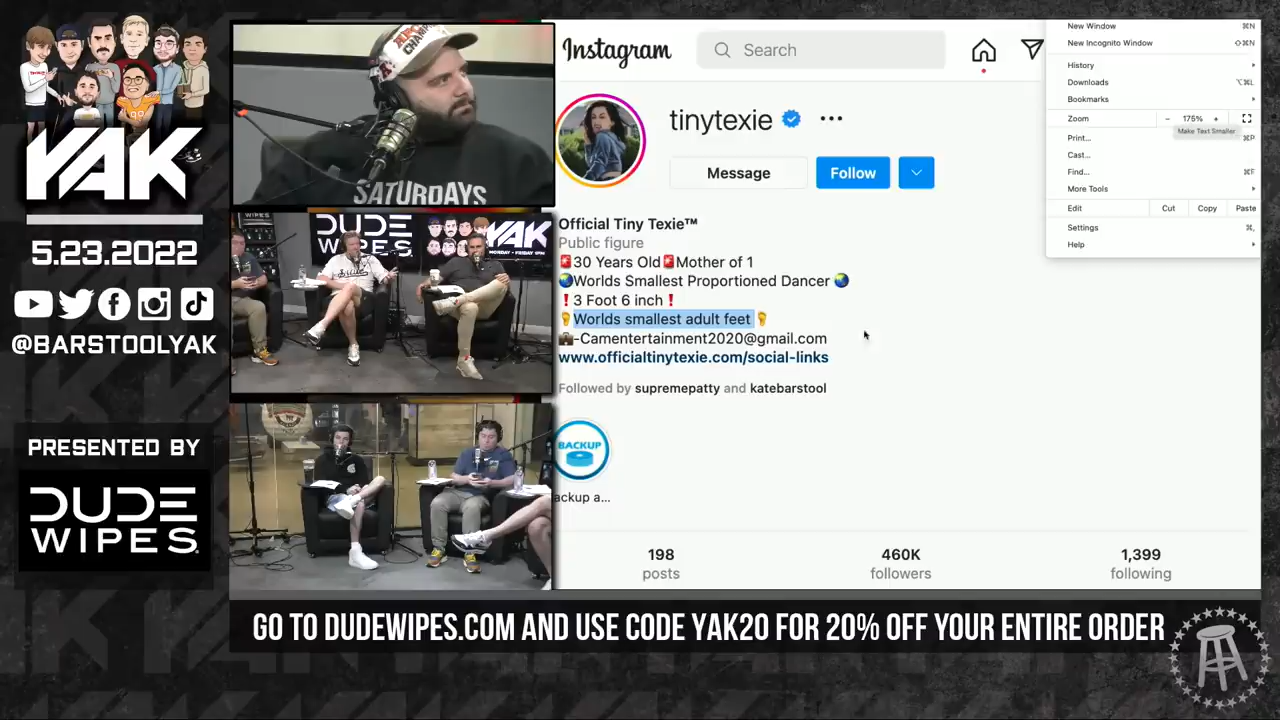 YAK
5.23.2022
@BARSTOOLYAK
PRESENTED BY
DUDE
WIPES
SATURDAYS
WIPES
DUDE
WIPES
YAK
MONDAY - FRIDAY 1PM
Instagram
Search
tinytexie
Message
Follow
Official Tiny Texie™
Public figure
🚨30 Years Old🚨Mother of 1
🌏Worlds Smallest Proportioned Dancer 🌏
❗3 Foot 6 inch❗
🦶Worlds smallest adult feet 🦶
💼-Camentertainment2020@gmail.com
www.officialtinytexie.com/social-links
Followed by supremepatty and katebarstool
BACKUP
ackup a...
198 460K 1,399
posts followers following
New Window ⌘N
New Incognito Window ⇧⌘N
History
Downloads ⌥⌘L
Bookmarks
Zoom - 175% +
Make Text Smaller
Print... ⌘P
Cast...
Find... ⌘F
More Tools
Edit Cut Copy Paste
Settings ⌘,
Help
GO TO DUDEWIPES.COM AND USE CODE YAK20 FOR 20% OFF YOUR ENTIRE ORDER